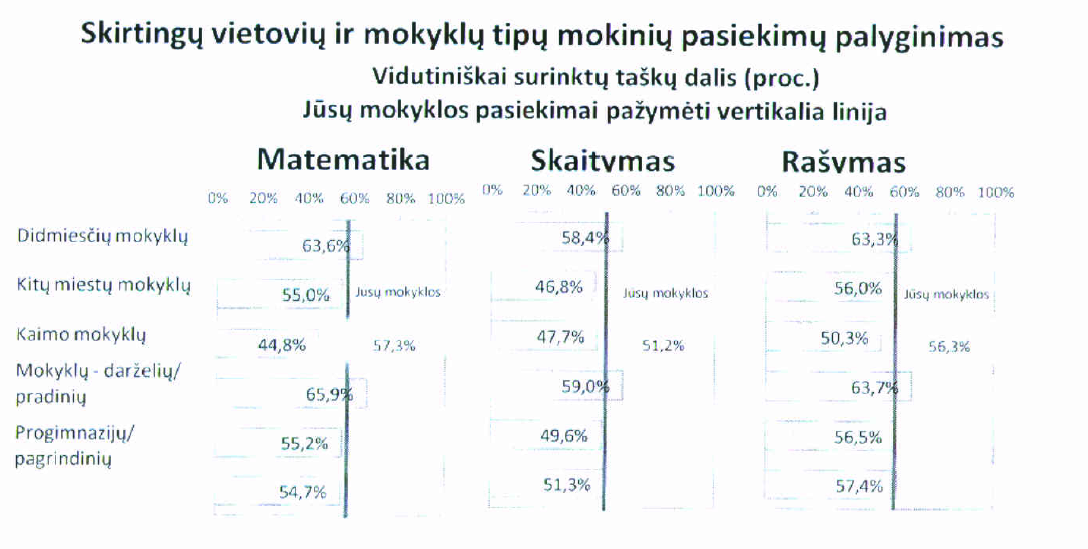 Skirtingų vietovių ir mokyklų tipų mokinių pasiekimų palyginimas
Vidutiniškai surinktų taškų dalis (proc.)
Jūsų mokyklos pasiekimai pažymėti vertikalia linija
Matematika Skaitymas Rašymas
0% 20% 40% 60% 80% 100% 0% 20% 40% 60% 80% 100% 0% 20% 40% 60% 80% 100%
Didmiesčių mokyklų 63,6% 58,4% 63,3%
Kitų miestų mokyklų 55,0% Jusų mokyklos 46,8% Jūsų mokyklos 56,0% Jūsų mokyklos
Kaimo mokyklų 44,8% 57,3% 47,7% 51,2% 50,3% 56,3%
Mokyklų - darželių/
pradinių 65,9% 59,0% 63,7%
Progimnazijų/ 55,2% 49,6% 56,5%
pagrindinių
54,7% 51,3% 57,4%